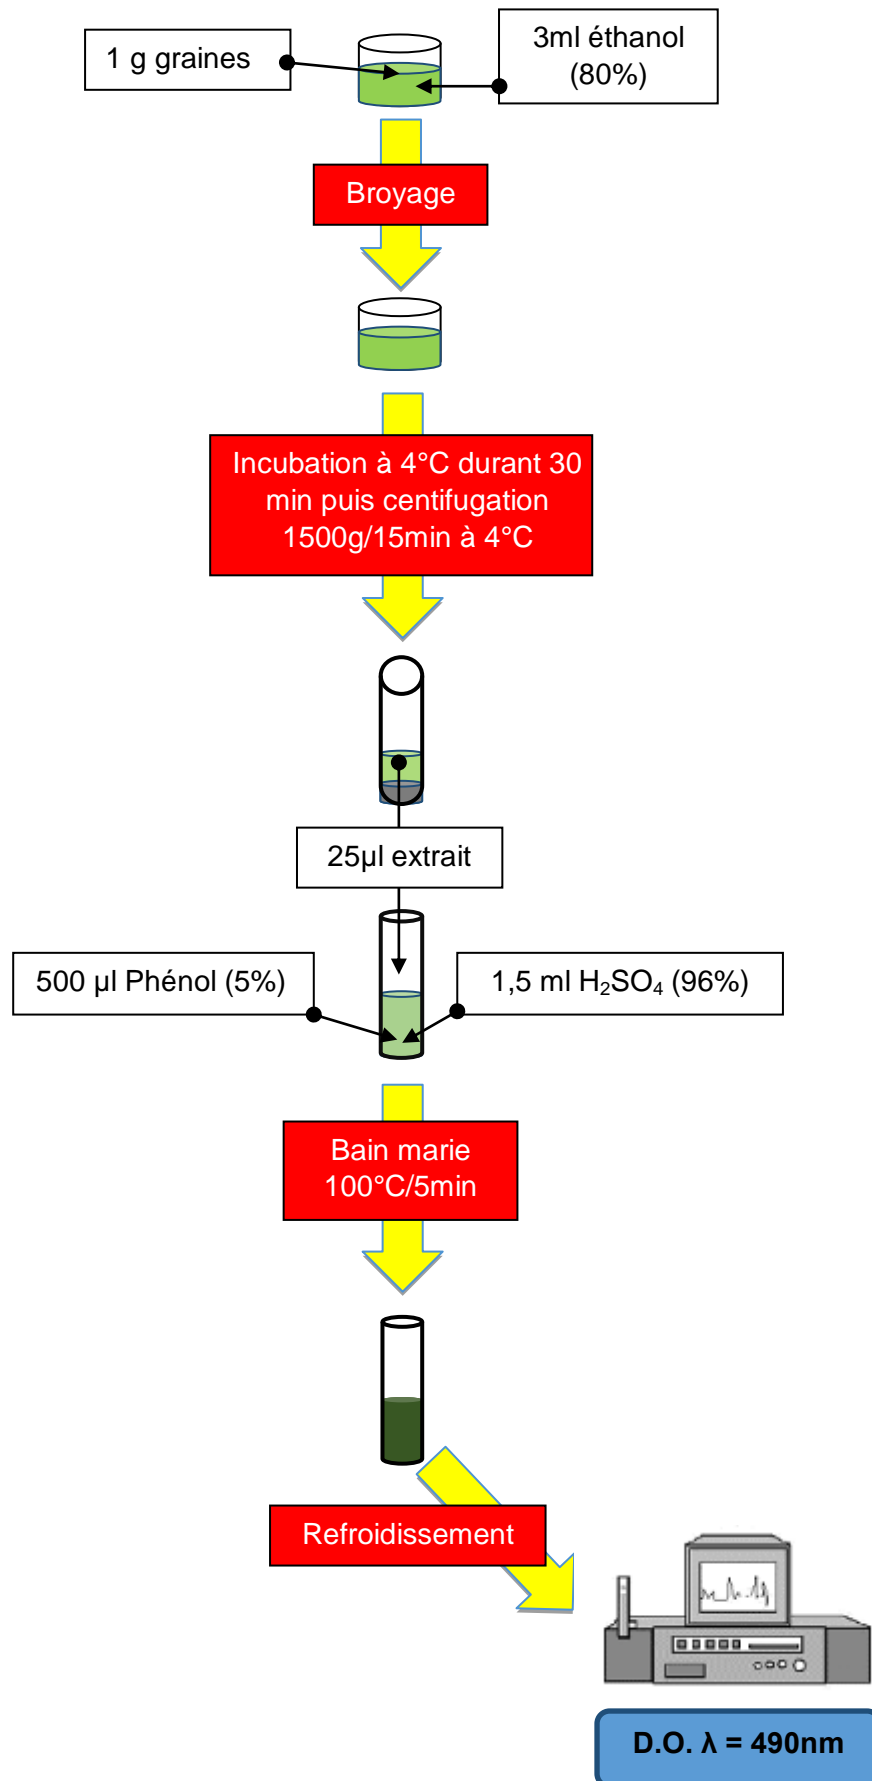 1 g graines
3ml éthanol
(80%)
Broyage
Incubation à 4°C durant 30
min puis centifugation
1500g/15min à 4°C
25µl extrait
500 µl Phénol (5%)
1,5 ml H₂SO₄ (96%)
Bain marie
100°C/5min
Refroidissement
D.O. λ = 490nm